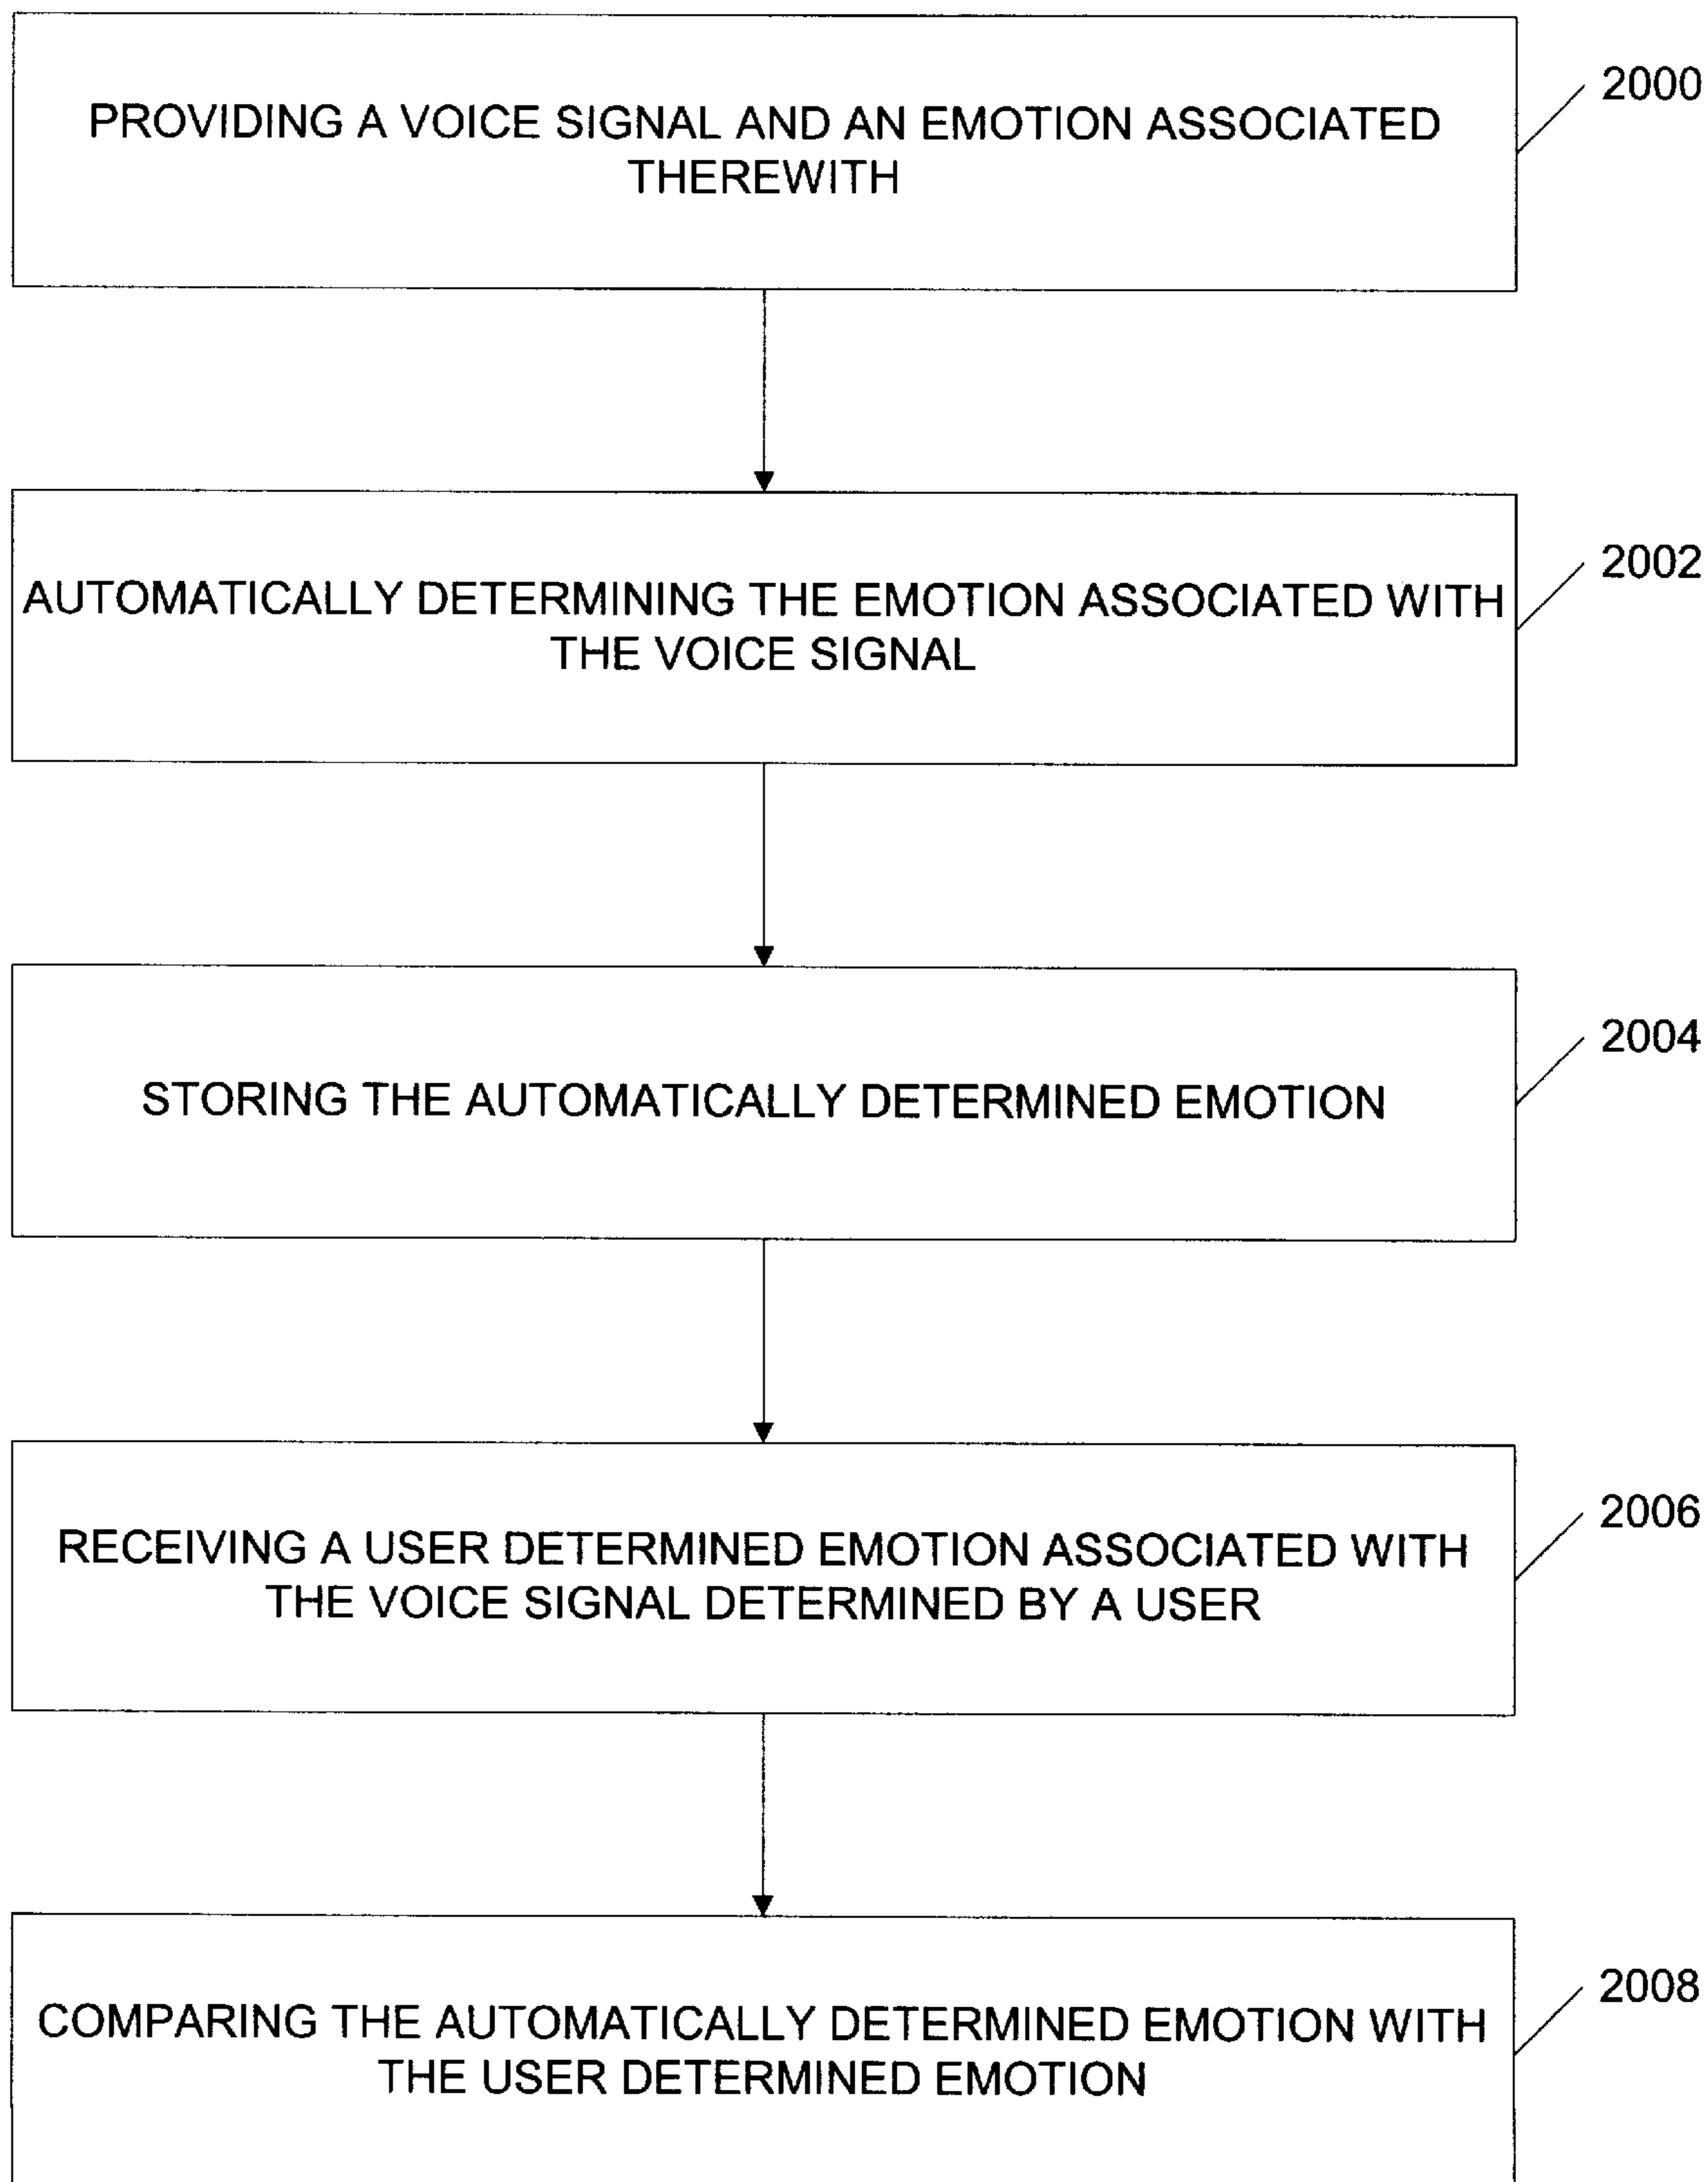 PROVIDING A VOICE SIGNAL AND AN EMOTION ASSOCIATED
THEREWITH
2000
AUTOMATICALLY DETERMINING THE EMOTION ASSOCIATED WITH
THE VOICE SIGNAL
2002
STORING THE AUTOMATICALLY DETERMINED EMOTION
2004
RECEIVING A USER DETERMINED EMOTION ASSOCIATED WITH
THE VOICE SIGNAL DETERMINED BY A USER
2006
COMPARING THE AUTOMATICALLY DETERMINED EMOTION WITH
THE USER DETERMINED EMOTION
2008